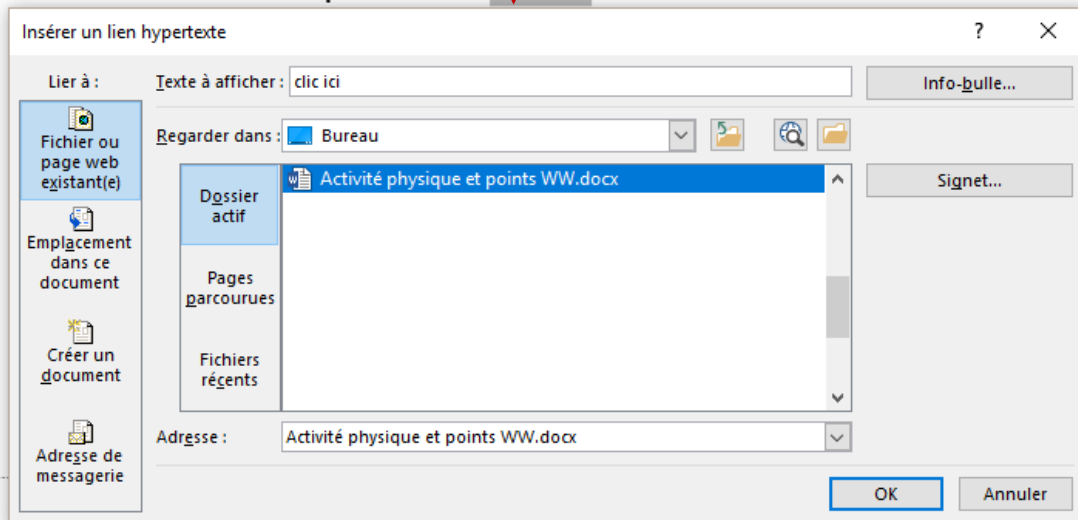 Insérer un lien hypertexte
?
Lier à :
Texte à afficher : clic ici
Info-bulle...
Fichier ou
page web
existant(e)
Regarder dans : Bureau
Dossier
actif
Activité physique et points WW.docx
Signet...
Emplacement
dans ce
document
Pages
parcourues
Créer un
document
Fichiers
récents
Adresse de
messagerie
Adresse : Activité physique et points WW.docx
OK
Annuler